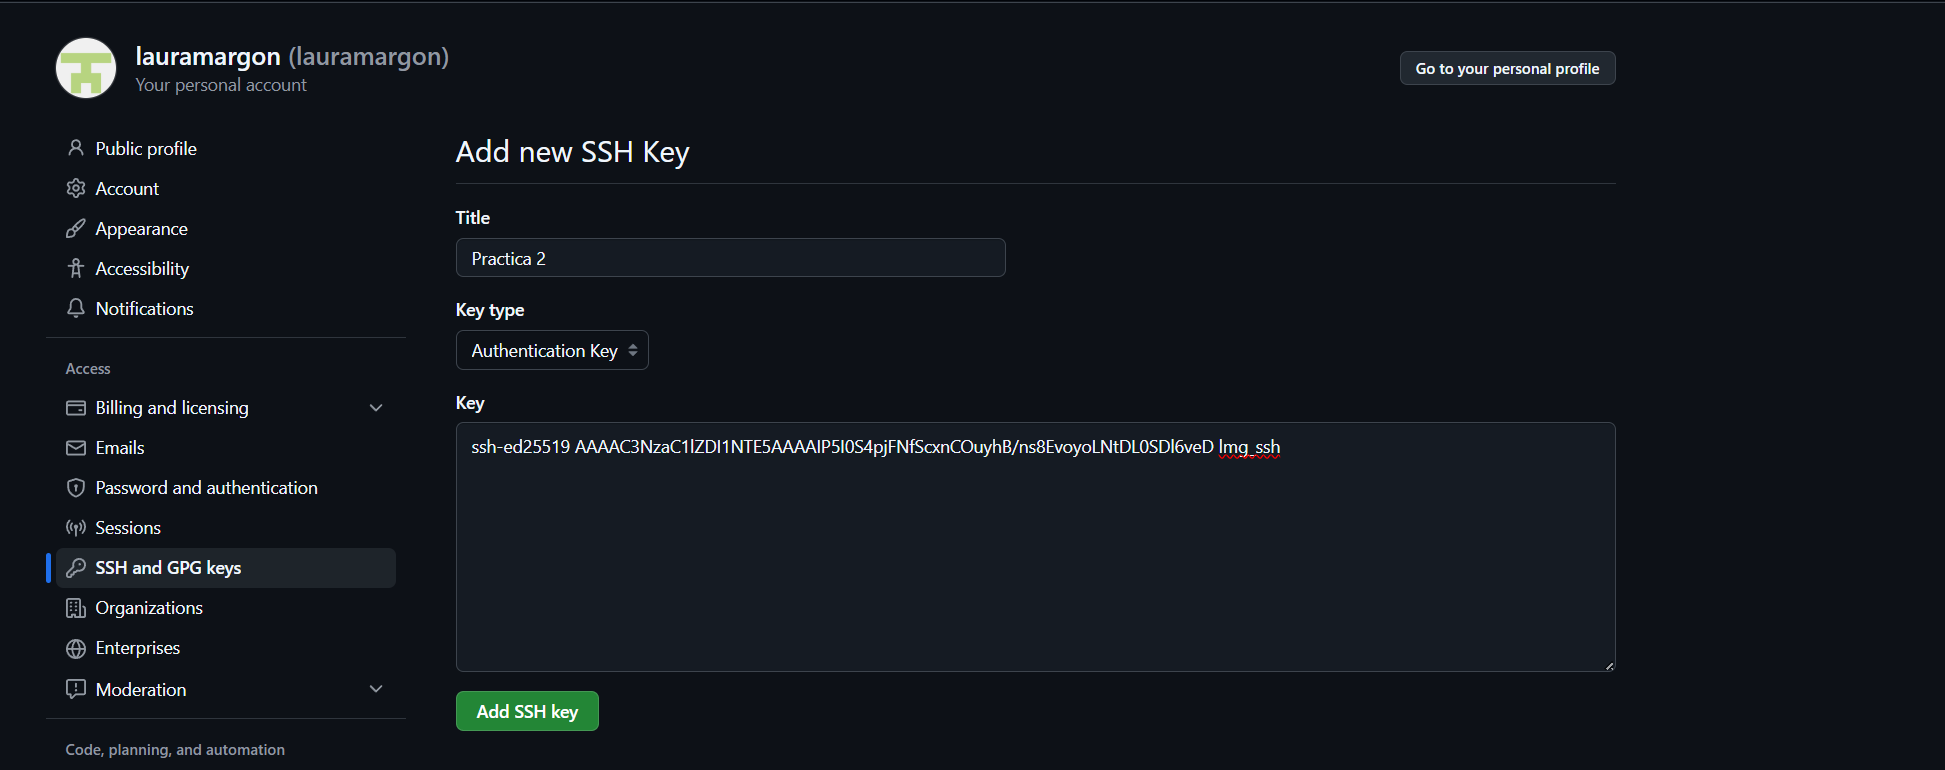 lauramargon (lauramargon)
Your personal account
Go to your personal profile
Public profile
Account
Appearance
Accessibility
Notifications
Access
Billing and licensing
Emails
Password and authentication
Sessions
SSH and GPG keys
Organizations
Enterprises
Moderation
Code, planning, and automation
Add new SSH Key
Title
Practica 2
Key type
Authentication Key
Key
ssh-ed25519 AAAAC3NzaC1lZDI1NTE5AAAAIP5I0S4pjFNfScxnCOuyhB/ns8EvoyoLNtDL0SDl6veD lmg_ssh
Add SSH key